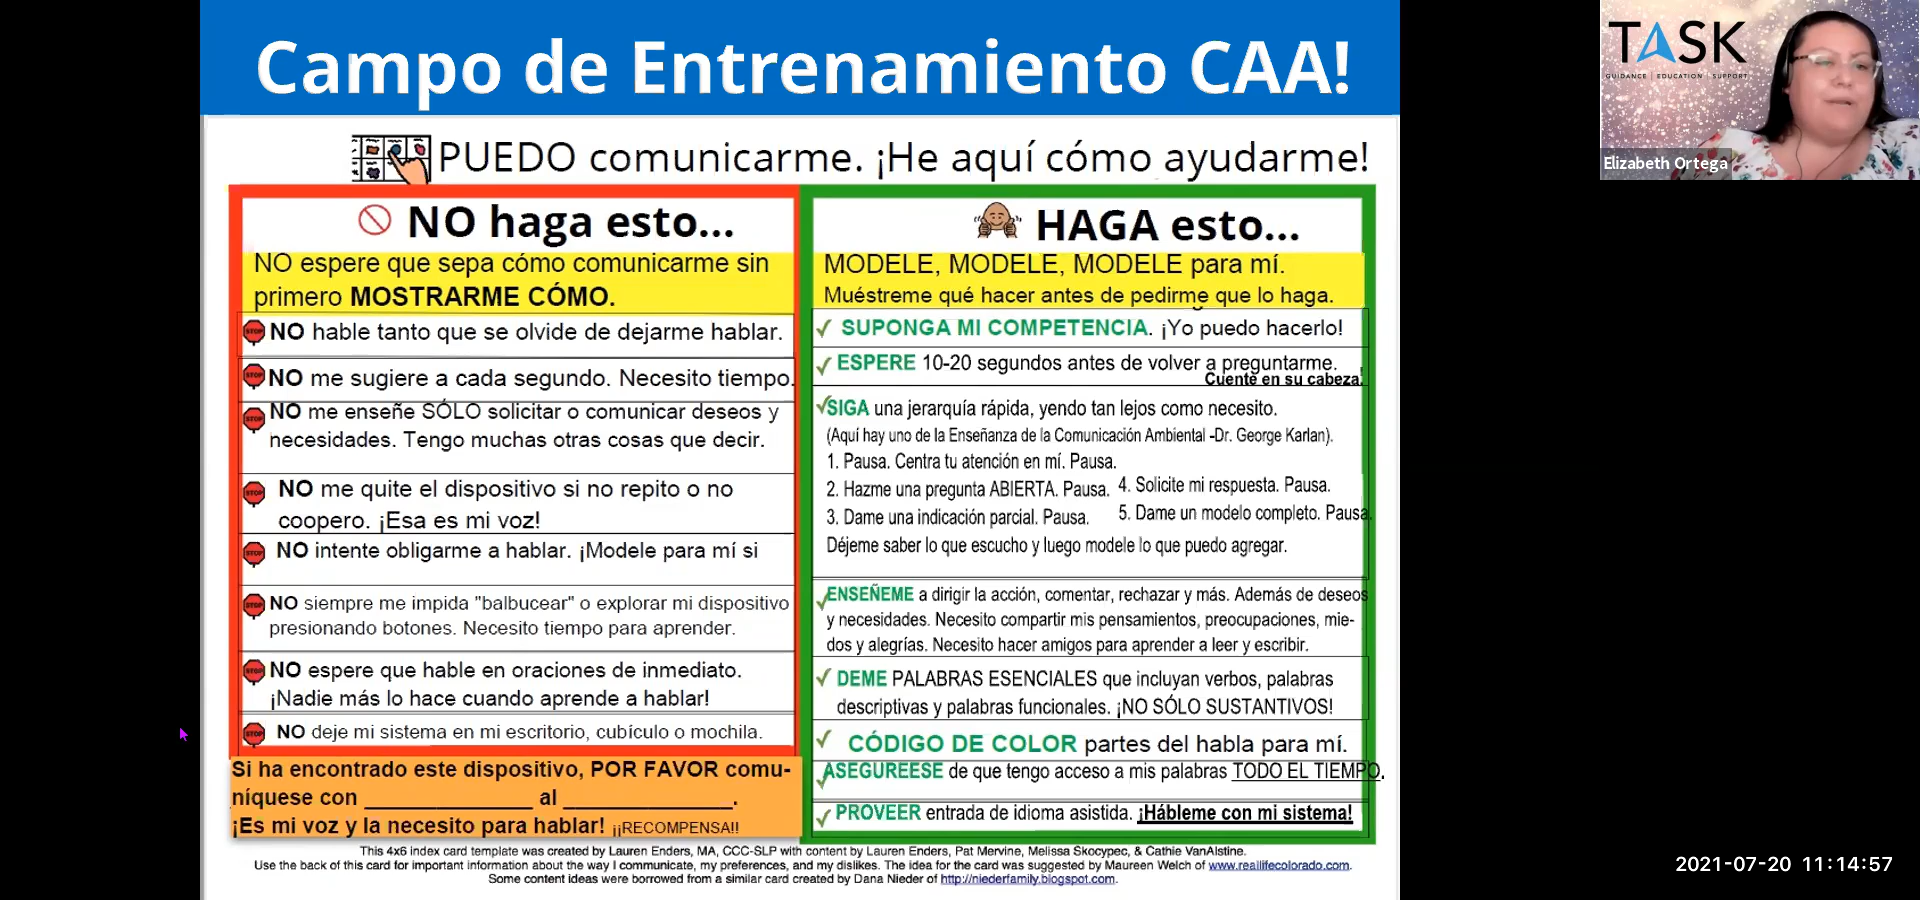 Campo de Entrenamiento CAA!
PUEDO comunicarme. ¡He aquí cómo ayudarme!
NO haga esto...
NO espere que sepa cómo comunicarme sin
primero MOSTRARME CÓMO.
STOP NO hable tanto que se olvide de dejarme hablar.
STOP NO me sugiere a cada segundo. Necesito tiempo.
STOP NO me enseñe SÓLO solicitar o comunicar deseos y
necesidades. Tengo muchas otras cosas que decir.
STOP NO me quite el dispositivo si no repito o no
coopero. ¡Esa es mi voz!
STOP NO intente obligarme a hablar. ¡Modele para mí si
STOP NO siempre me impida "balbucear" o explorar mi dispositivo
presionando botones. Necesito tiempo para aprender.
STOP NO espere que hable en oraciones de inmediato.
¡Nadie más lo hace cuando aprende a hablar!
STOP NO deje mi sistema en mi escritorio, cubículo o mochila.
Si ha encontrado este dispositivo, POR FAVOR comu-
níquese con ______________ al ______________.
¡Es mi voz y la necesito para hablar! ¡¡RECOMPENSA!!
HAGA esto...
MODELE, MODELE, MODELE para mí.
Muéstreme qué hacer antes de pedirme que lo haga.
SUPONGA MI COMPETENCIA. ¡Yo puedo hacerlo!
ESPERE 10-20 segundos antes de volver a preguntarme.
Cuente en su cabeza.
SIGA una jerarquía rápida, yendo tan lejos como necesito.
(Aquí hay uno de la Enseñanza de la Comunicación Ambiental -Dr. George Karlan).
1. Pausa. Centra tu atención en mí. Pausa.
2. Hazme una pregunta ABIERTA. Pausa.
3. Dame una indicación parcial. Pausa.
4. Solicite mi respuesta. Pausa.
5. Dame un modelo completo. Pausa.
Déjeme saber lo que escucho y luego modele lo que puedo agregar.
ENSEÑEME a dirigir la acción, comentar, rechazar y más. Además de deseos
y necesidades. Necesito compartir mis pensamientos, preocupaciones, mie-
dos y alegrías. Necesito hacer amigos para aprender a leer y escribir.
DEME PALABRAS ESENCIALES que incluyan verbos, palabras
descriptivas y palabras funcionales. ¡NO SÓLO SUSTANTIVOS!
CÓDIGO DE COLOR partes del habla para mí.
ASEGUREESE de que tengo acceso a mis palabras TODO EL TIEMPO.
PROVEER entrada de idioma asistida. ¡Hábleme con mi sistema!
This 4x6 index card template was created by Lauren Enders, MA, CCC-SLP with content by Lauren Enders, Pat Mervine, Melissa Skocypec, & Cathie VanAlstine.
Use the back of this card for important information about the way I communicate, my preferences, and my dislikes. The idea for the card was suggested by Maureen Welch of www.reallifecolorado.com.
Some content ideas were borrowed from a similar card created by Dana Nieder of http://niederfamily.blogspot.com.
TASK
GUIDANCE | EDUCATION | SUPPORT
Elizabeth Ortega
2021-07-20 11:14:57